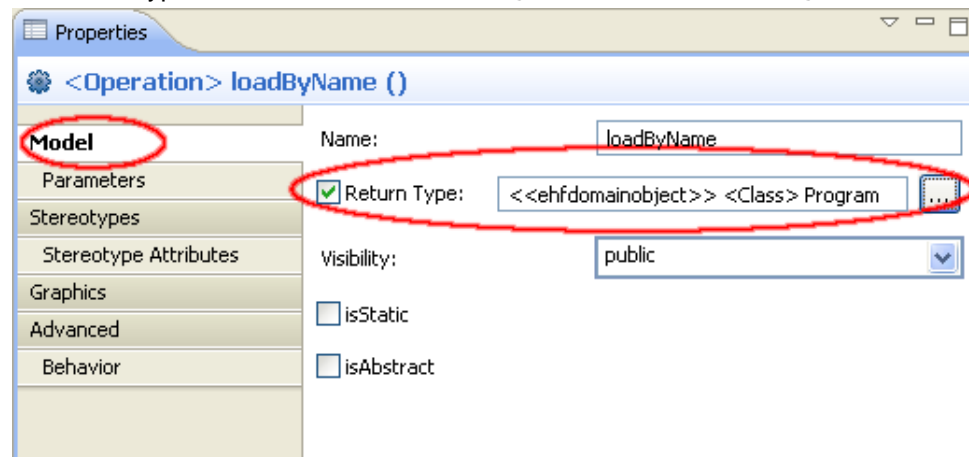 Properties
<Operation> loadByName ()
Model
Parameters
Stereotypes
Stereotype Attributes
Graphics
Advanced
Behavior
Name: loadByName
Return Type: <<ehfdomainobject>> <Class> Program ...
Visibility: public
isStatic
isAbstract